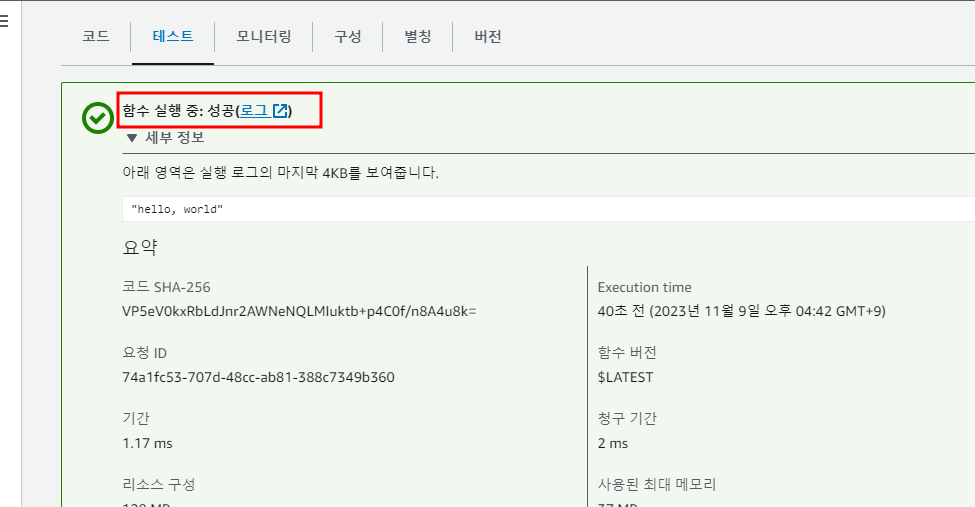 코드 테스트 모니터링 구성 별칭 버전
함수 실행 중: 성공(로그)
▼ 세부 정보
아래 영역은 실행 로그의 마지막 4KB를 보여줍니다.
"hello, world"
요약
코드 SHA-256
VP5eV0kxRbLdJnr2AWNeNQLMIuktb+p4C0f/n8A4u8k=
Execution time
40초 전 (2023년 11월 9일 오후 04:42 GMT+9)
요청 ID
74a1fc53-707d-48cc-ab81-388c7349b360
함수 버전
$LATEST
기간
1.17 ms
청구 기간
2 ms
리소스 구성
128 MB
사용된 최대 메모리
37 MB